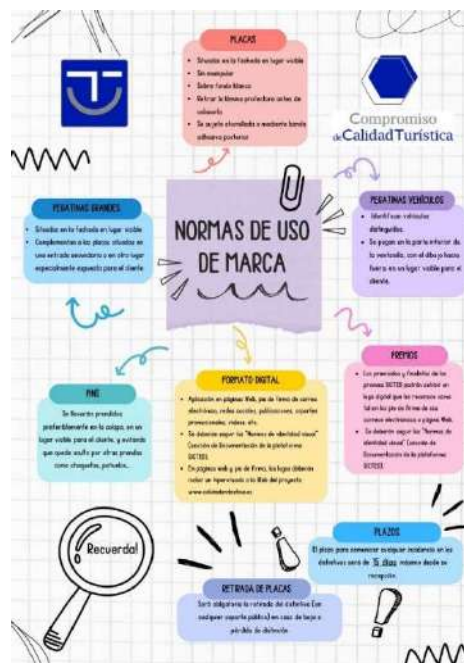 PLACAS
Situadas en la fachada en lugar visible
Sin manipular
Sobre fondo blanco
Retirar la lámina protectora antes de colocarla
Se sujeta atornillada o mediante banda adhesiva posterior
Compromiso
de Calidad Turística
PEGATINAS GRANDES
Situadas en la fachada en lugar visible
Complementan a las placas situadas en
una entrada secundaria o en otro lugar
especialmente expuesto para el cliente
NORMAS DE USO
DE MARCA
PEGATINAS VEHÍCULOS
Identifican vehículos
distinguidos.
Se pegan en la parte inferior de
la ventanilla, con el dibujo hacia
fuera en un lugar visible para el
cliente.
PINS
Se llevarán prendidos
preferiblemente en la solapa, en un
lugar visible para el cliente, y evitando
que quede oculto por otras prendas
como chaquetas, pañuelos...
FORMATO DIGITAL
Aplicación en páginas Web, pie de firma de correo
electrónico, redes sociales, publicaciones, soportes
promocionales, vídeos, etc.
Se deberán seguir las "Normas de identidad visual"
(sección de Documentación de la plataforma
SICTED).
En páginas web y pie de firma, los logos deberán
incluir un hipervínculo a la Web del proyecto
PREMIOS
Los premiados y finalistas de los
premios SICTED podrán exhibir en
logo digital que les reconoce como
tal en los pie de firma de sus
correos electrónicos o página Web.
Se deberán seguir las "Normas de
identidad visual" (sección de
Documentación de la plataforma
SICTED).
Recuerda!
PLAZOS
El plazo para comunicar cualquier incidencia en los
distintivos será de 15 días máximo desde su
recepción.
RETIRADA DE PLACAS
Será obligatoria la retirada del distintivo (en
cualquier soporte público) en caso de baja o
pérdida de distinción.